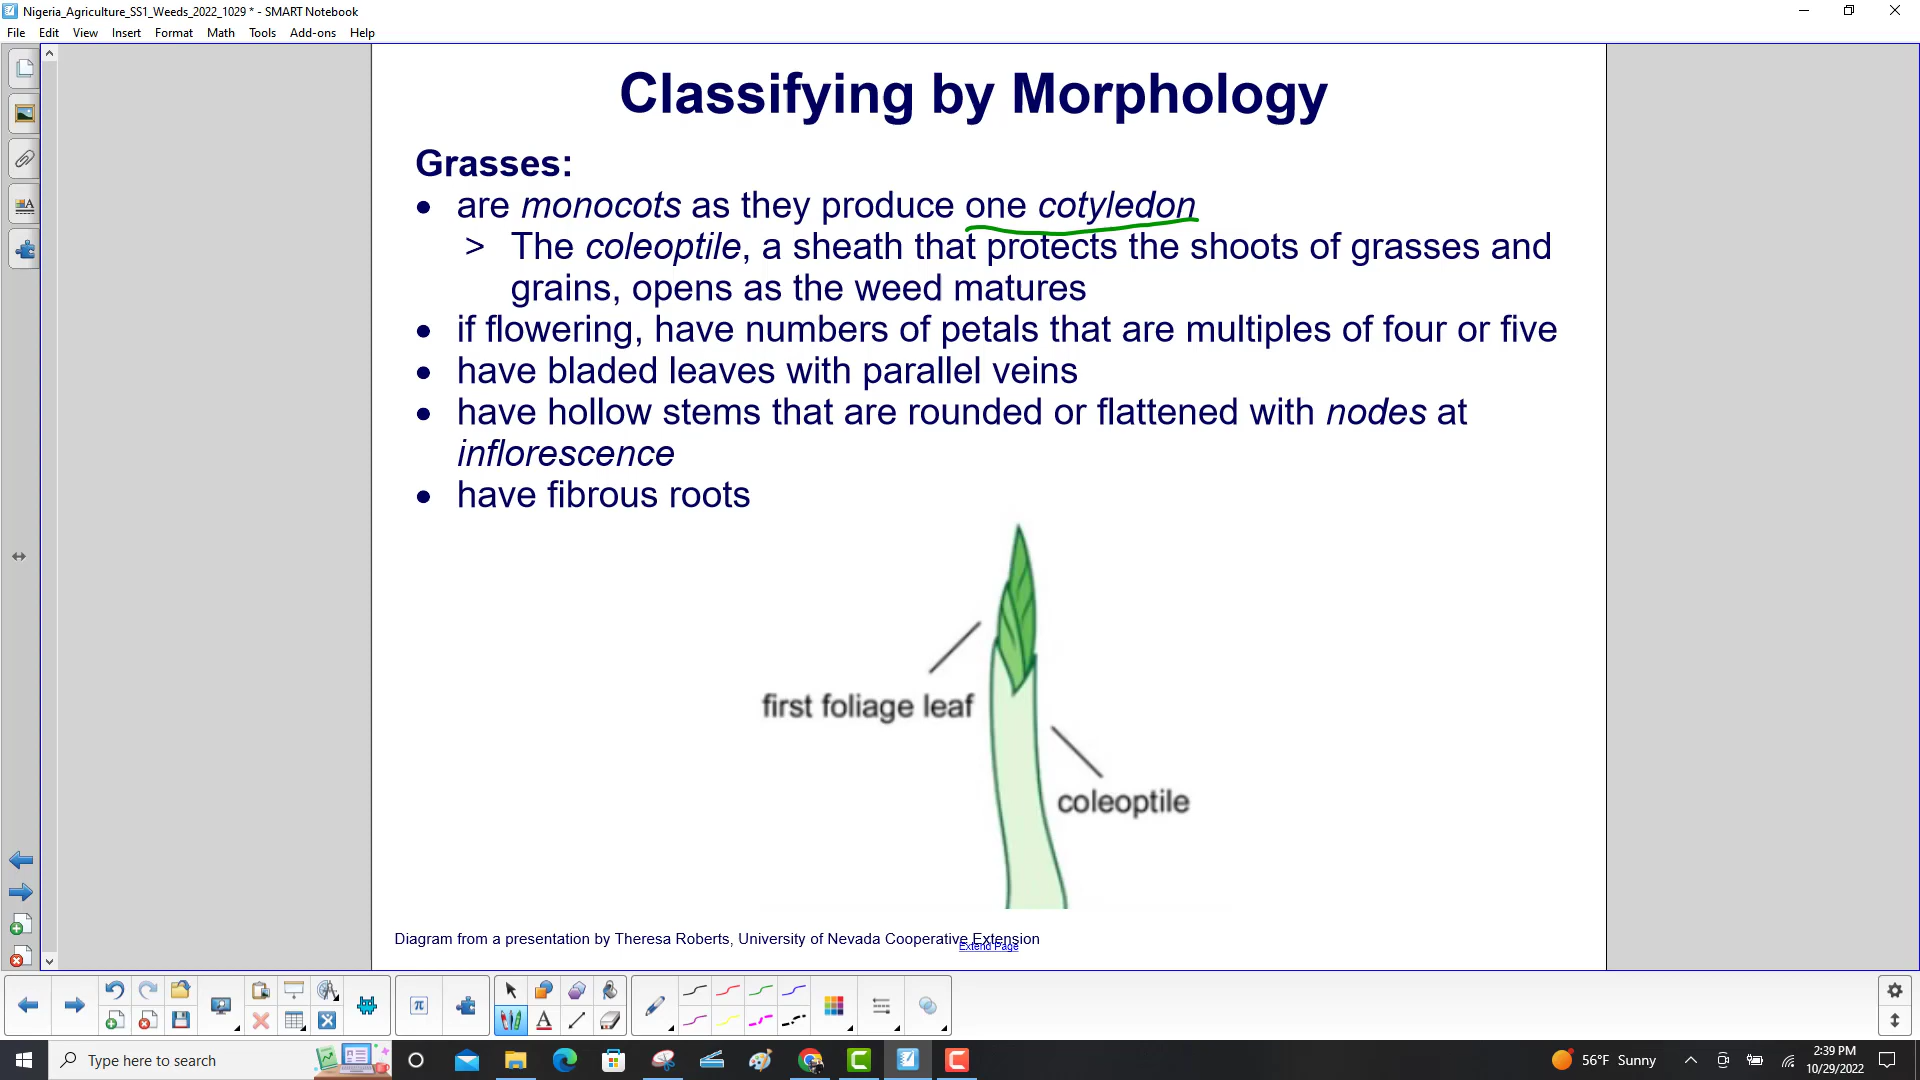 Nigeria_Agriculture_SS1_Weeds_2022_1029 * - SMART Notebook
File Edit View Insert Format Math Tools Add-ons Help
Classifying by Morphology
Grasses:
• are monocots as they produce one cotyledon
> The coleoptile, a sheath that protects the shoots of grasses and
grains, opens as the weed matures
• if flowering, have numbers of petals that are multiples of four or five
• have bladed leaves with parallel veins
• have hollow stems that are rounded or flattened with nodes at
inflorescence
• have fibrous roots
first foliage leaf
coleoptile
Diagram from a presentation by Theresa Roberts, University of Nevada Cooperative Extension
Extend Page
Type here to search
56°F Sunny
2:39 PM
10/29/2022